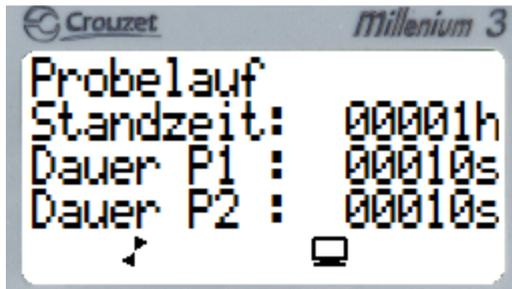 Crouzet Millenium 3
Probelauf
Standzeit: 00001h
Dauer P1 : 00010s
Dauer P2 : 00010s